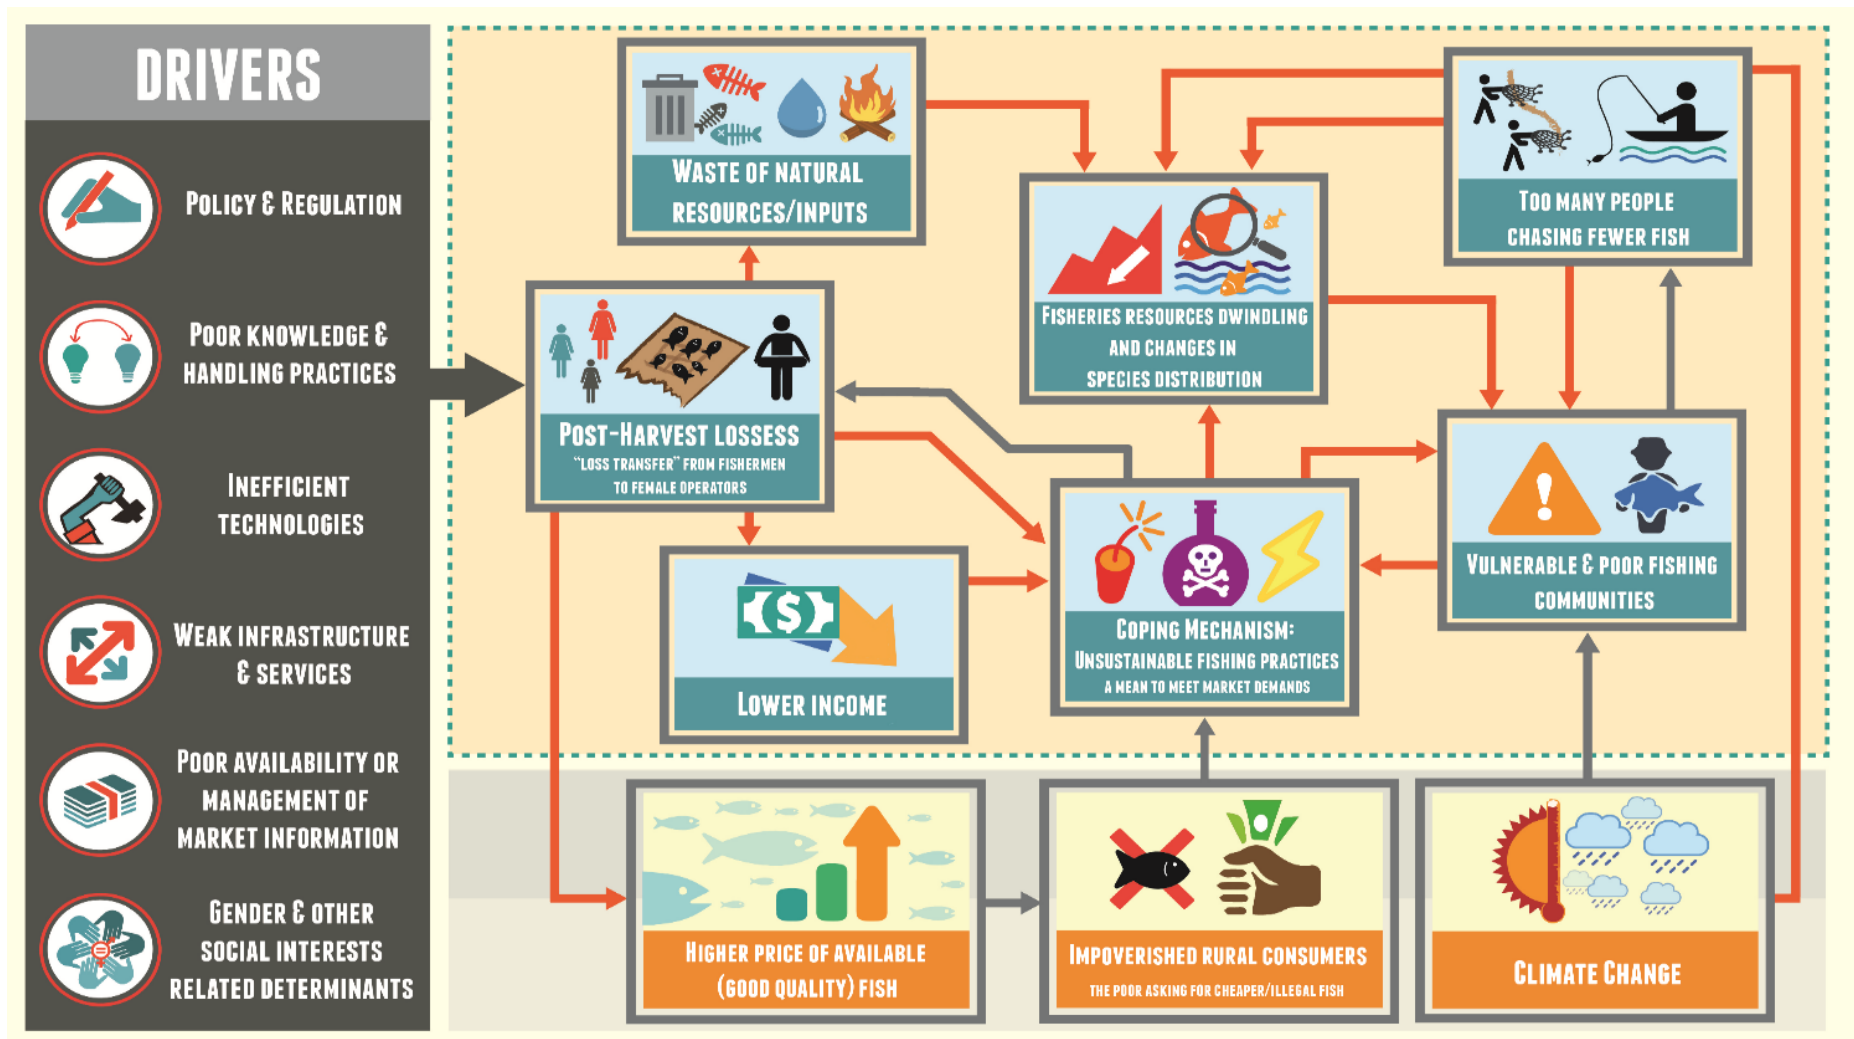 DRIVERS
POLICY & REGULATION
POOR KNOWLEDGE &
HANDLING PRACTICES
INEFFICIENT
TECHNOLOGIES
WEAK INFRASTRUCTURE
& SERVICES
POOR AVAILABILITY OR
MANAGEMENT OF
MARKET INFORMATION
GENDER & OTHER
SOCIAL INTERESTS
RELATED DETERMINANTS
WASTE OF NATURAL
RESOURCES/INPUTS
TOO MANY PEOPLE
CHASING FEWER FISH
FISHERIES RESOURCES DWINDLING
AND CHANGES IN
SPECIES DISTRIBUTION
POST-HARVEST LOSSESS
"LOSS TRANSFER" FROM FISHERMEN
TO FEMALE OPERATORS
$
LOWER INCOME
COPING MECHANISM:
UNSUSTAINABLE FISHING PRACTICES
A MEAN TO MEET MARKET DEMANDS
!
VULNERABLE & POOR FISHING
COMMUNITIES
HIGHER PRICE OF AVAILABLE
(GOOD QUALITY) FISH
IMPOVERISHED RURAL CONSUMERS
THE POOR ASKING FOR CHEAPER/ILLEGAL FISH
CLIMATE CHANGE